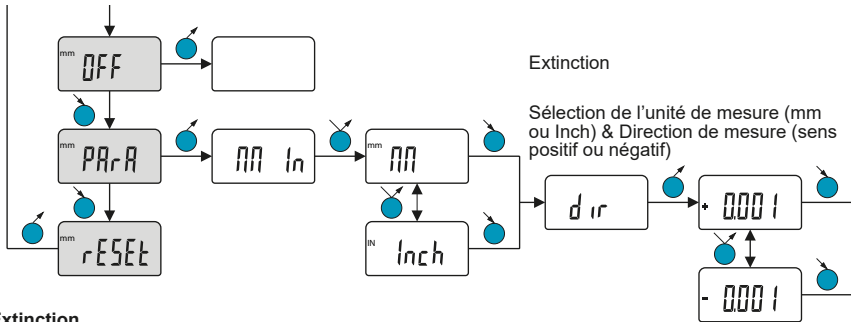 mm OFF
Extinction
Sélection de l'unité de mesure (mm
ou Inch) & Direction de mesure (sens
positif ou négatif)
mm PArA
MM In
mm MM
dir
+ 0.001
mm rESEt
IN Inch
- 0.001
Extinction